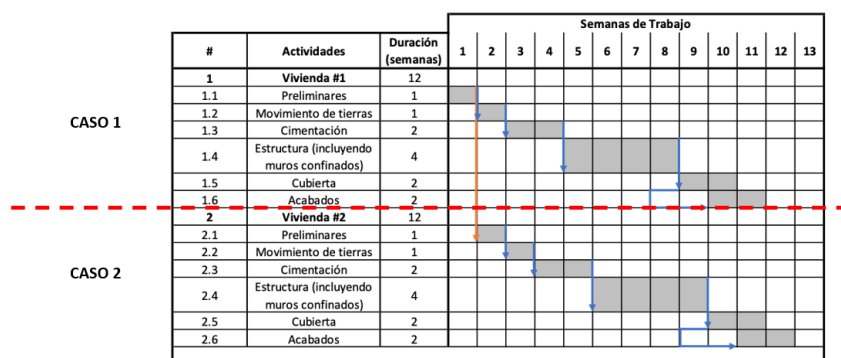 Semanas de Trabajo
# Actividades Duración (semanas) 1 2 3 4 5 6 7 8 9 10 11 12 13
1 Vivienda #1 12
1.1 Preliminares 1
1.2 Movimiento de tierras 1
CASO 1
1.3 Cimentación 2
1.4 Estructura (incluyendo muros confinados) 4
1.5 Cubierta 2
1.6 Acabados 2
2 Vivienda #2 12
2.1 Preliminares 1
2.2 Movimiento de tierras 1
CASO 2
2.3 Cimentación 2
2.4 Estructura (incluyendo muros confinados) 4
2.5 Cubierta 2
2.6 Acabados 2